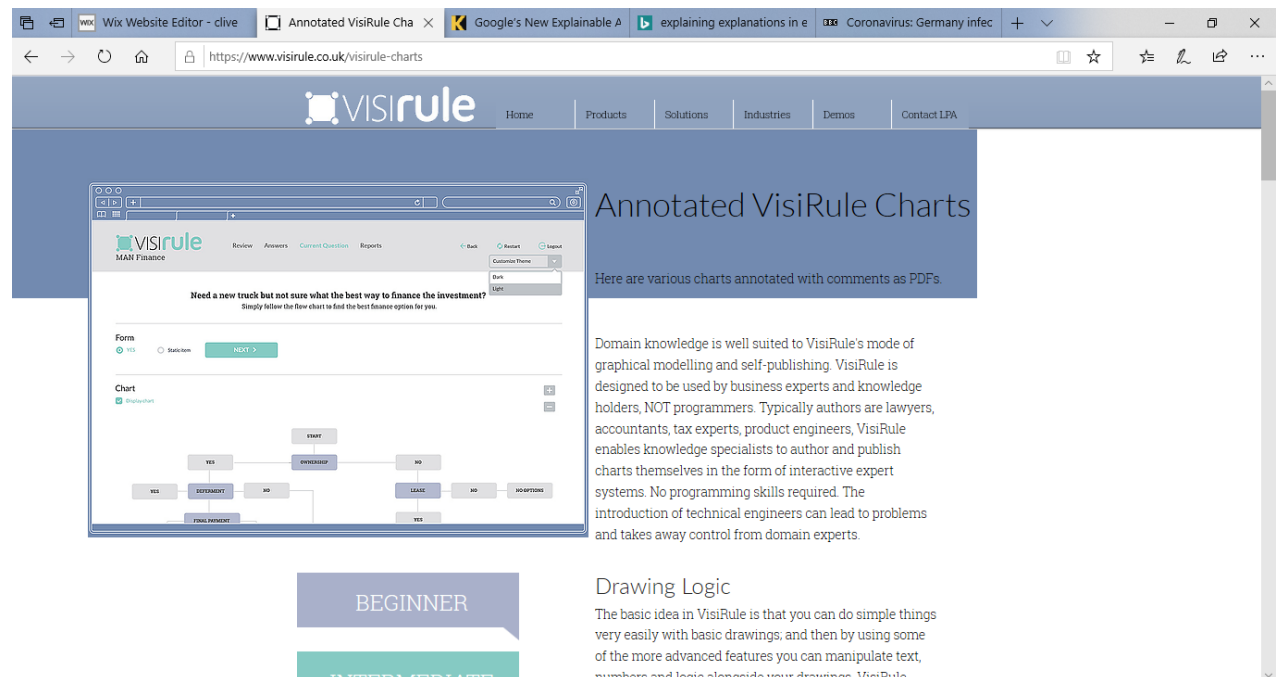 Wix Website Editor - clive
Annotated VisiRule Cha
Google's New Explainable A
explaining explanations in e
Coronavirus: Germany infec
https://www.visirule.co.uk/visirule-charts
VISIrule
Home Products Solutions Industries Demos Contact LPA
Annotated VisiRule Charts
Here are various charts annotated with comments as PDFs.
VISIrule
MAN Finance
Review Answers Current Question Reports
Back Restart Logout
Customize Theme
Dark
Light
Need a new truck but not sure what the best way to finance the investment?
Simply follow the flow chart to find the best finance option for you.
Form
YES Static item NEXT >
Chart
Display chart
START
YES OWNERSHIP NO
YES DEFERMENT NO LEASE NO NO OPTIONS
FINAL PAYMENT YES
Domain knowledge is well suited to VisiRule's mode of
graphical modelling and self-publishing. VisiRule is
designed to be used by business experts and knowledge
holders, NOT programmers. Typically authors are lawyers,
accountants, tax experts, product engineers, VisiRule
enables knowledge specialists to author and publish
charts themselves in the form of interactive expert
systems. No programming skills required. The
introduction of technical engineers can lead to problems
and takes away control from domain experts.
BEGINNER
INTERMEDIATE
Drawing Logic
The basic idea in VisiRule is that you can do simple things
very easily with basic drawings; and then by using some
of the more advanced features you can manipulate text,
numbers and logic alongside your drawings. VisiRule